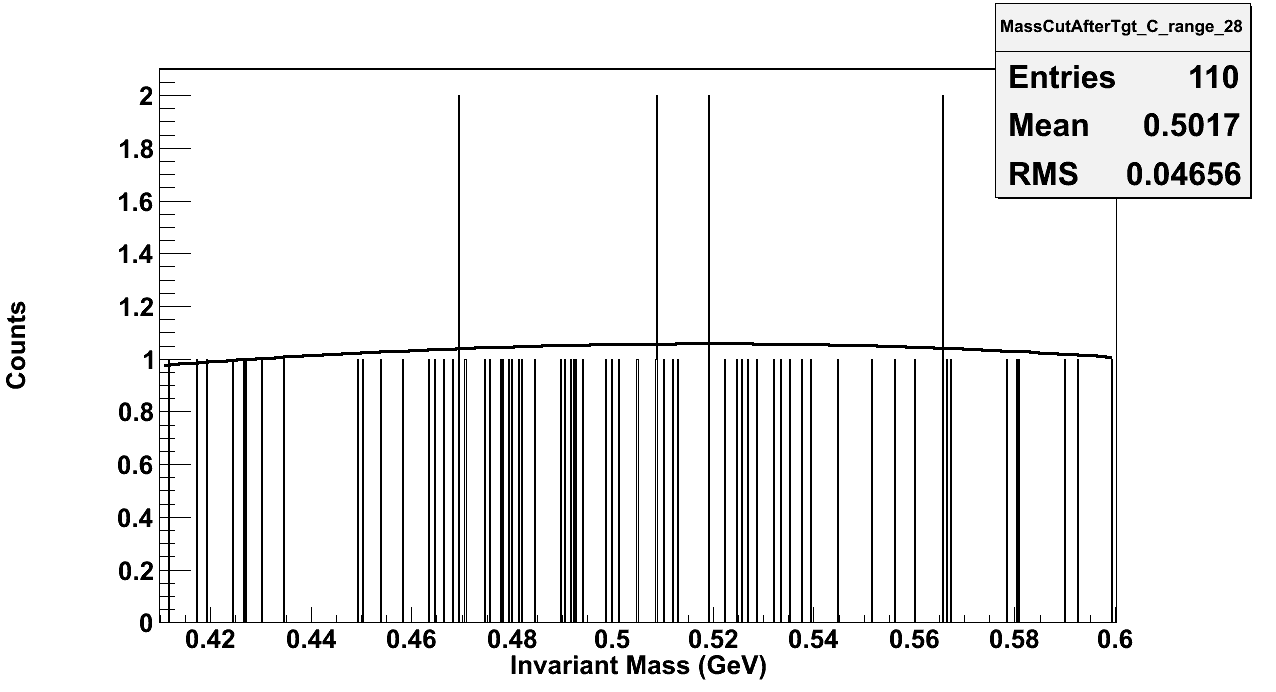 MassCutAfterTgt_C_range_28
Entries 110
Mean 0.5017
RMS 0.04656
Counts
2
1.8
1.6
1.4
1.2
1
0.8
0.6
0.4
0.2
0
0.42 0.44 0.46 0.48 0.5 0.52 0.54 0.56 0.58 0.6
Invariant Mass (GeV)